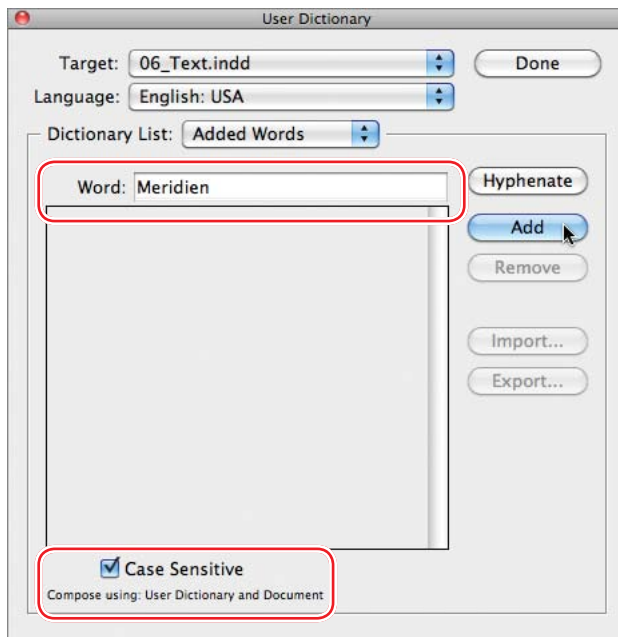 User Dictionary
Target: 06_Text.indd Done
Language: English: USA
Dictionary List: Added Words
Word: Meridien Hyphenate
Add
Remove
Import...
Export...
Case Sensitive
Compose using: User Dictionary and Document